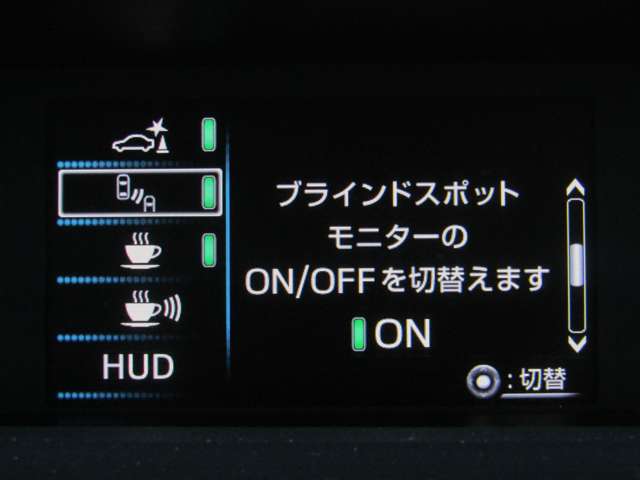 HUD
ブラインドスポット
モニターの
ON/OFFを切替えます
ON
:切替